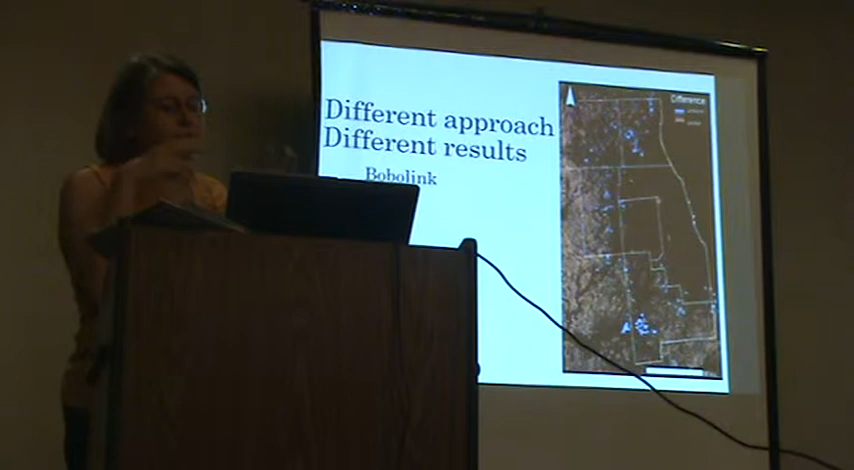 Different approach
Different results
Bobolink
Difference